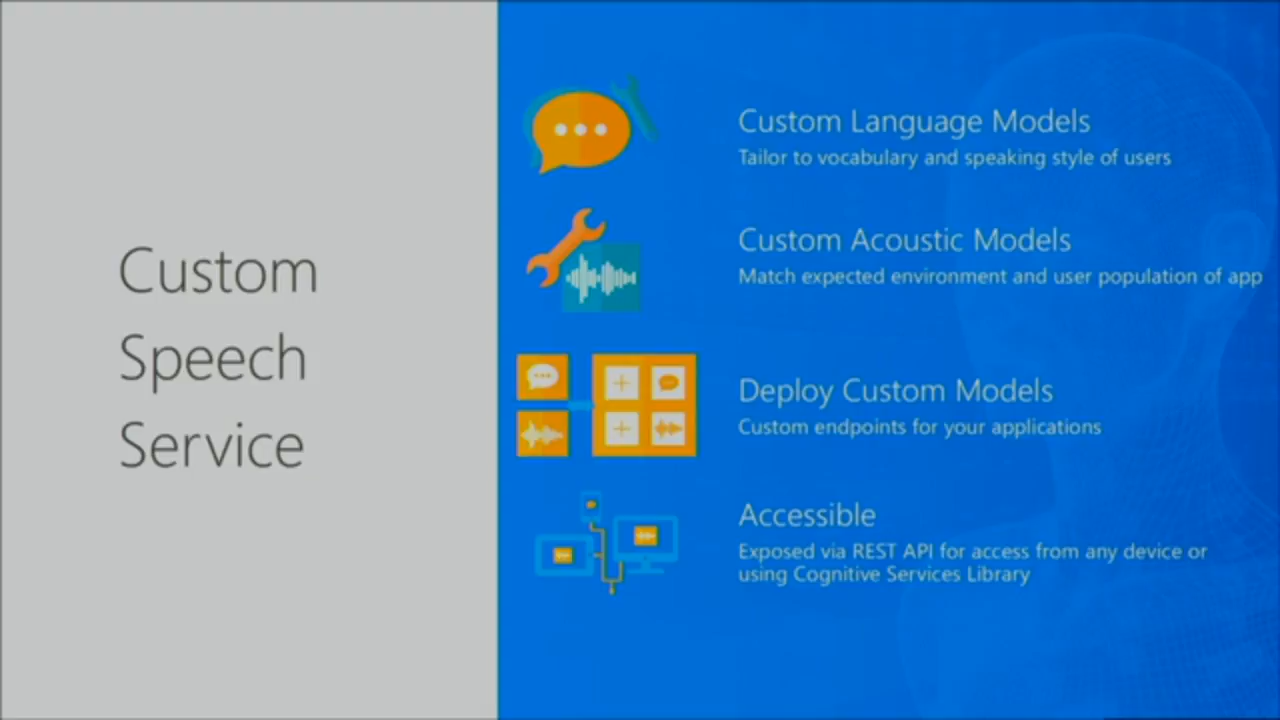 Custom
Speech
Service
Custom Language Models
Tailor to vocabulary and speaking style of users
Custom Acoustic Models
Match expected environment and user population of app
Deploy Custom Models
Custom endpoints for your applications
Accessible
Exposed via REST API for access from any device or
using Cognitive Services Library